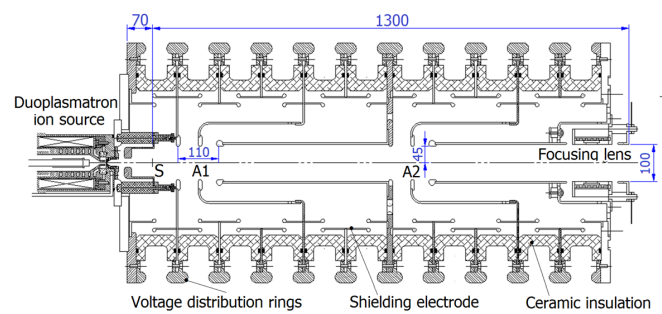 70
1300
Duoplasmatron
ion source
110
S
A1
A2
45
Focusing lens
100
Voltage distribution rings
Shielding electrode
Ceramic insulation